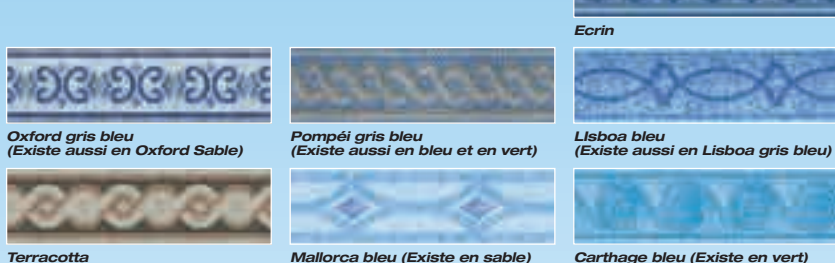 Ecrin
Oxford gris bleu
(Existe aussi en Oxford Sable)
Pompéi gris bleu
(Existe aussi en bleu et en vert)
LIsboa bleu
(Existe aussi en Lisboa gris bleu)
Terracotta
Mallorca bleu (Existe en sable)
Carthage bleu (Existe en vert)